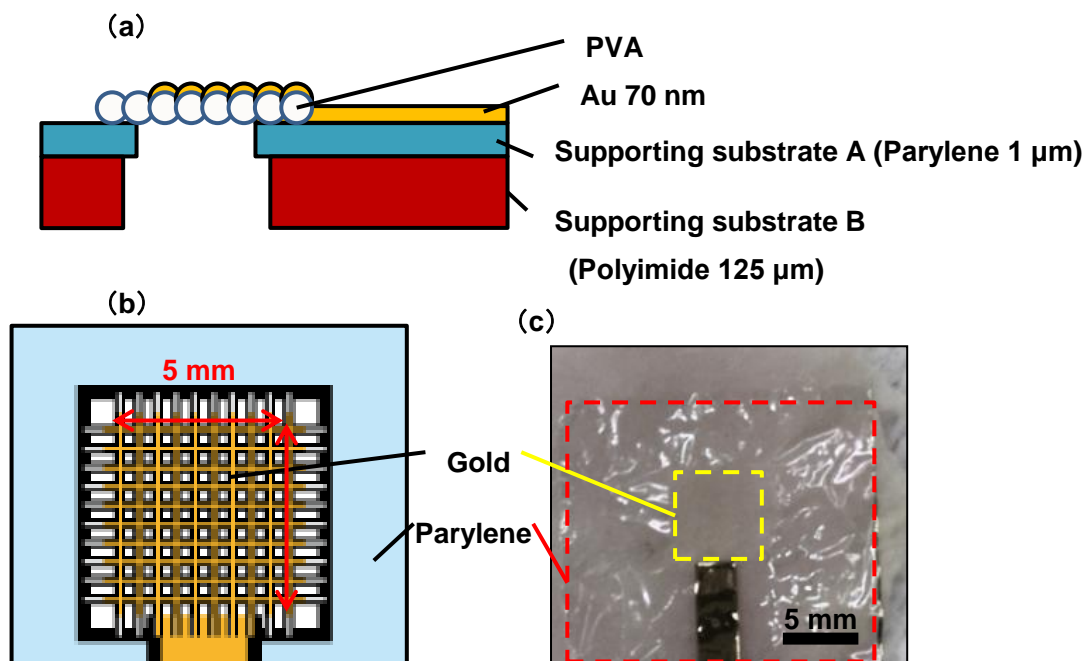 (a)
PVA
Au 70 nm
Supporting substrate A (Parylene 1 µm)
Supporting substrate B
(Polyimide 125 µm)
(b)
5 mm
(c)
Gold
Parylene
5 mm